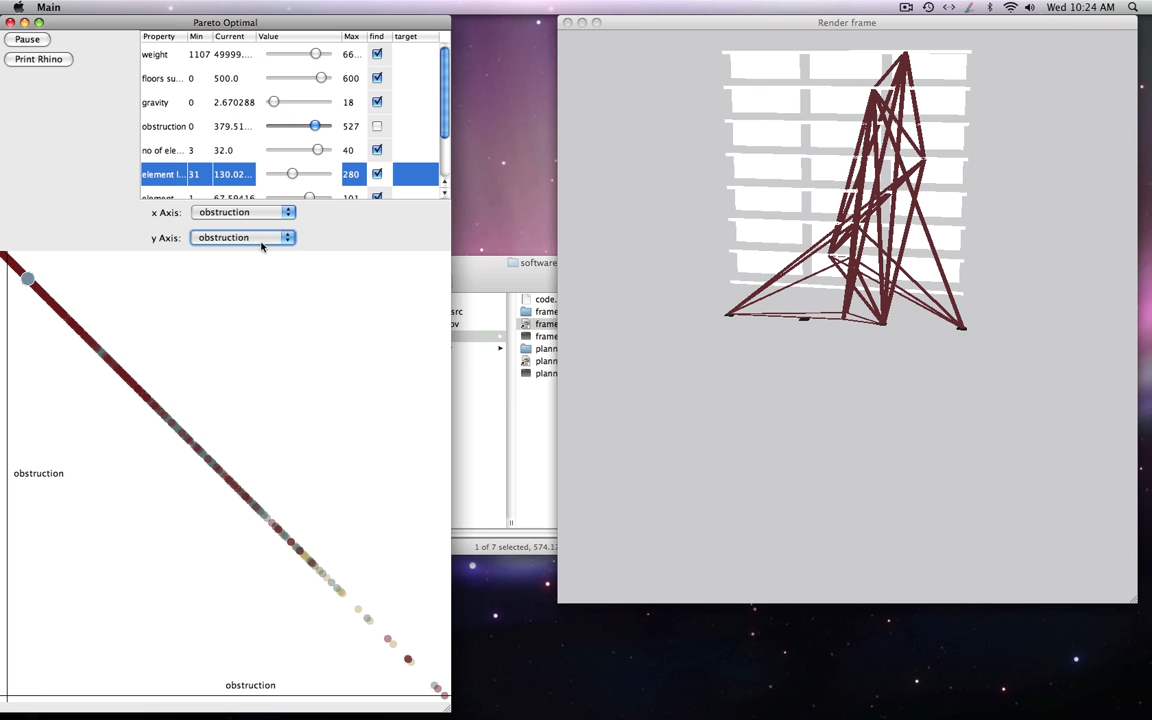 Main
Wed 10:24 AM
Pareto Optimal
Render frame
Pause
Print Rhino
Property Min Current Value Max find target
weight 1107 49999.... 66...
floors su... 0 500.0 600
gravity 0 2.670288 18
obstruction 0 379.51... 527
no of ele... 3 32.0 40
element l... 31 130.02... 280
element
x Axis: obstruction
y Axis: obstruction
software
src
ov
code.
frame
frame
frame
plann
plann
plann
obstruction
obstruction
1 of 7 selected, 574.1